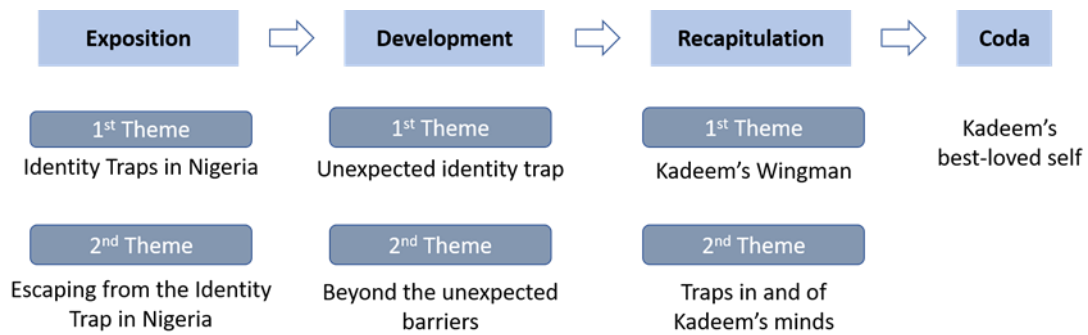 Exposition
Development
Recapitulation
Coda
1st Theme
1st Theme
1st Theme
Kadeem’s
best-loved self
Identity Traps in Nigeria
Unexpected identity trap
Kadeem’s Wingman
2nd Theme
2nd Theme
2nd Theme
Escaping from the Identity
Trap in Nigeria
Beyond the unexpected
barriers
Traps in and of
Kadeem’s minds